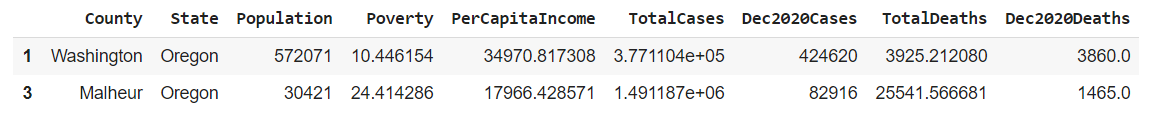 County State Population Poverty PerCapitaIncome TotalCases Dec2020Cases TotalDeaths Dec2020Deaths
1 Washington Oregon 572071 10.446154 34970.817308 3.771104e+05 424620 3925.212080 3860.0
3 Malheur Oregon 30421 24.414286 17966.428571 1.491187e+06 82916 25541.566681 1465.0